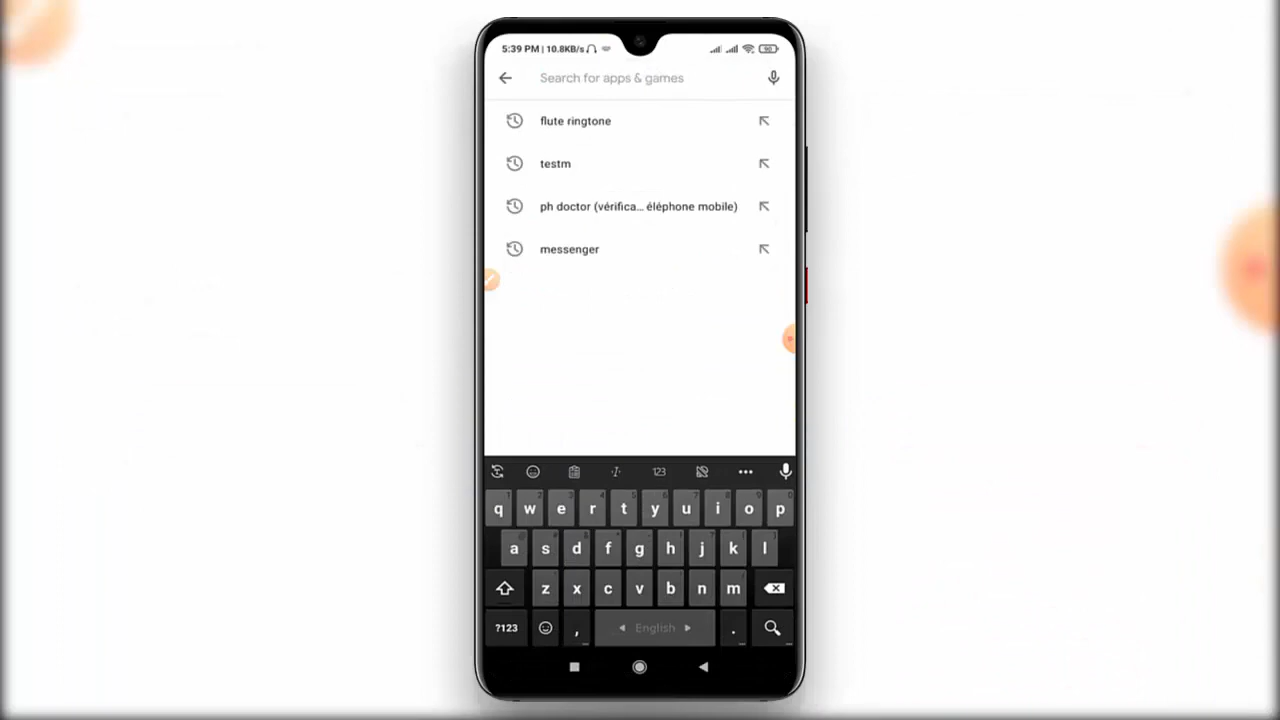 5:39 PM | 10.8KB/s 90
Search for apps & games
flute ringtone
testm
ph doctor (vérifica... éléphone mobile)
messenger
123
q w e r t y u i o p
a s d f g h j k l
z x c v b n m
?123 , English .